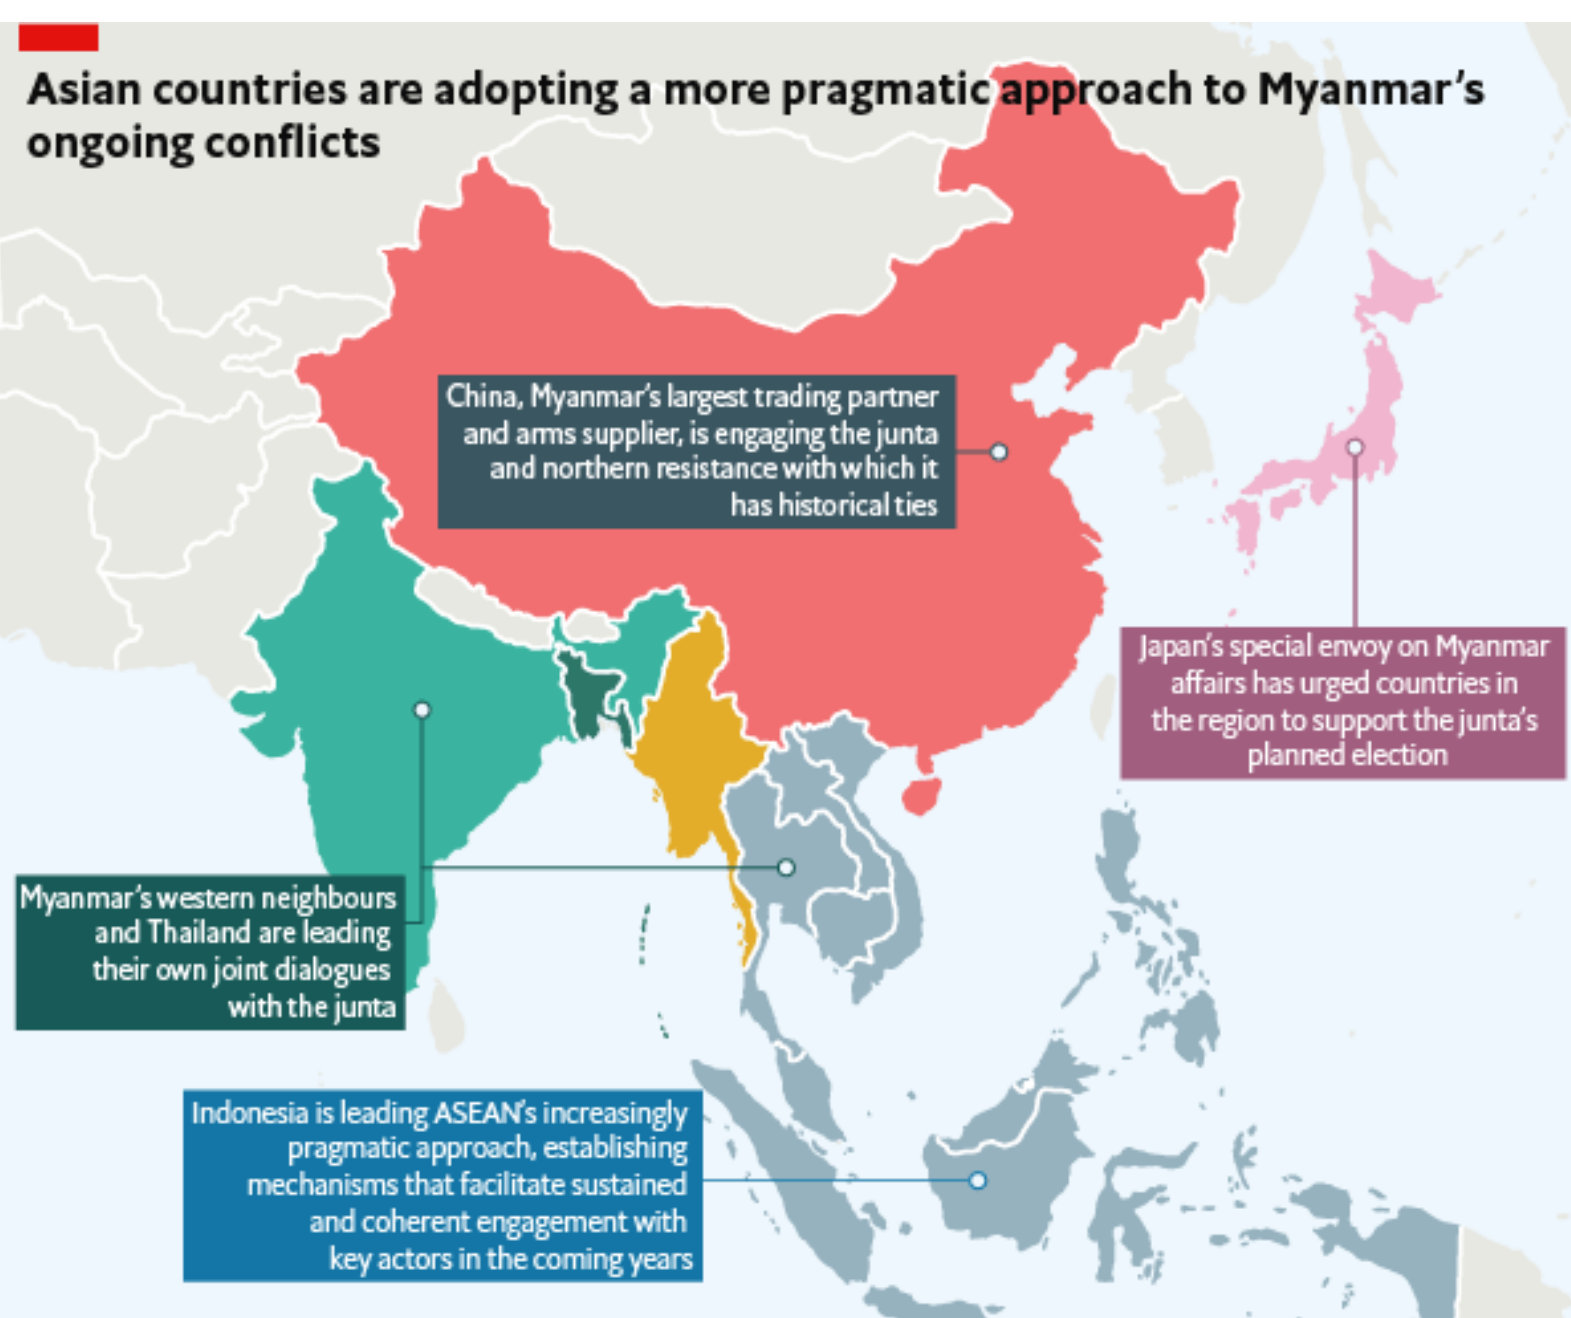 Asian countries are adopting a more pragmatic approach to Myanmar's
ongoing conflicts
China, Myanmar's largest trading partner
and arms supplier, is engaging the junta
and northern resistance with which it
has historical ties
Japan's special envoy on Myanmar
affairs has urged countries in
the region to support the junta's
planned election
Myanmar's western neighbours
and Thailand are leading
their own joint dialogues
with the junta
Indonesia is leading ASEAN's increasingly
pragmatic approach, establishing
mechanisms that facilitate sustained
and coherent engagement with
key actors in the coming years